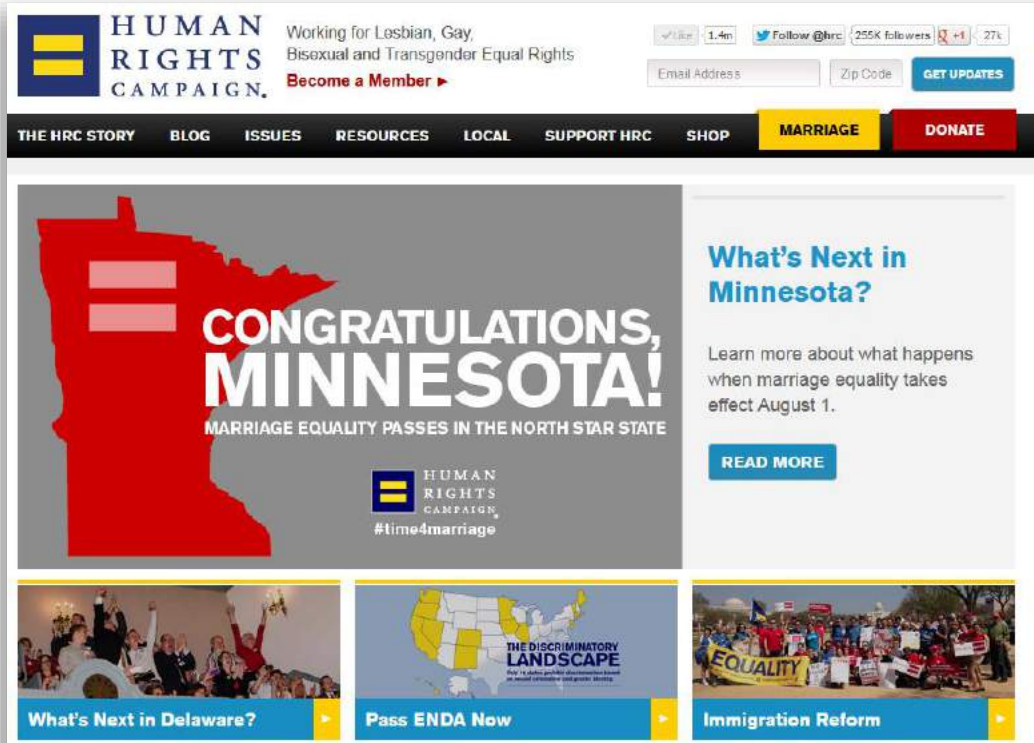 HUMAN
RIGHTS
CAMPAIGN.
Working for Lesbian, Gay,
Bisexual and Transgender Equal Rights
Become a Member ►
Like 1.4m Follow @hrc 255K followers +1 27k
Email Address Zip Code GET UPDATES
THE HRC STORY BLOG ISSUES RESOURCES LOCAL SUPPORT HRC SHOP MARRIAGE DONATE
CONGRATULATIONS,
MINNESOTA!
MARRIAGE EQUALITY PASSES IN THE NORTH STAR STATE
HUMAN
RIGHTS
CAMPAIGN
#time4marriage
What's Next in
Minnesota?
Learn more about what happens
when marriage equality takes
effect August 1.
READ MORE
What's Next in Delaware?
THE DISCRIMINATORY
LANDSCAPE
Pass ENDA Now
EQUALITY
Immigration Reform